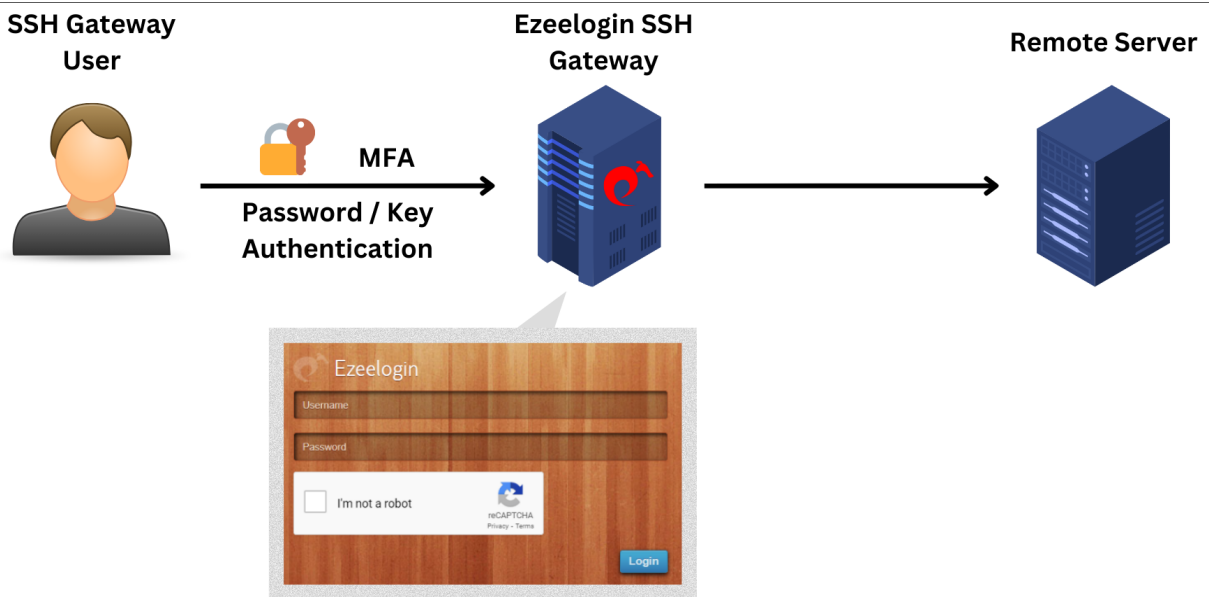 SSH Gateway
User
Ezeelogin SSH
Gateway
Remote Server
MFA
Password / Key
Authentication
Ezeelogin
Username
Password
I'm not a robot
reCAPTCHA
Privacy - Terms
Login